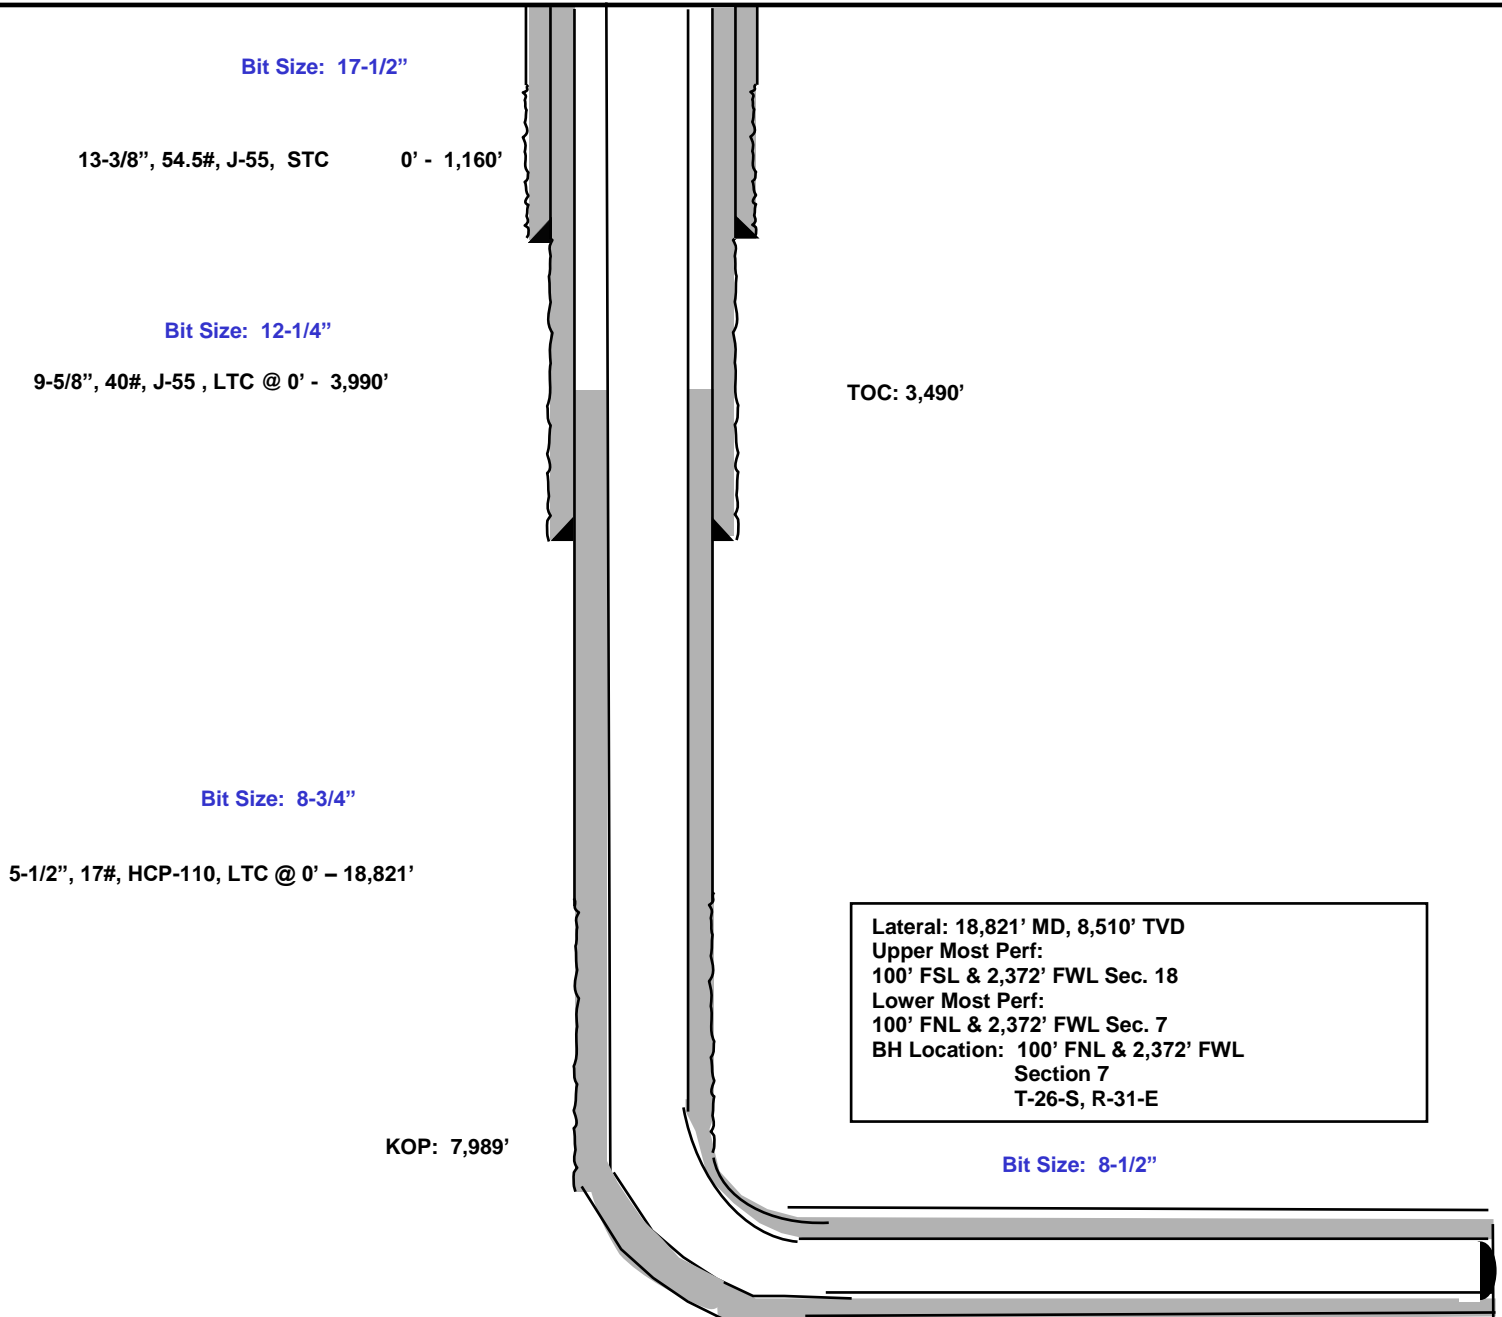 Bit Size:  17-1/2”
13-3/8”, 54.5#, J-55,  STC 0’ -  1,160’
Bit Size:  12-1/4”
9-5/8”, 40#, J-55 , LTC @ 0’ -  3,990’
TOC: 3,490’
Bit Size:  8-3/4”
5-1/2”, 17#, HCP-110, LTC @ 0’ – 18,821’
Lateral: 18,821’ MD, 8,510’ TVD
Upper Most Perf:
100’ FSL & 2,372’ FWL Sec. 18
Lower Most Perf:
100’ FNL & 2,372’ FWL Sec. 7
BH Location:  100’ FNL & 2,372’ FWL
Section 7
T-26-S, R-31-E
KOP:  7,989’
Bit Size:  8-1/2”